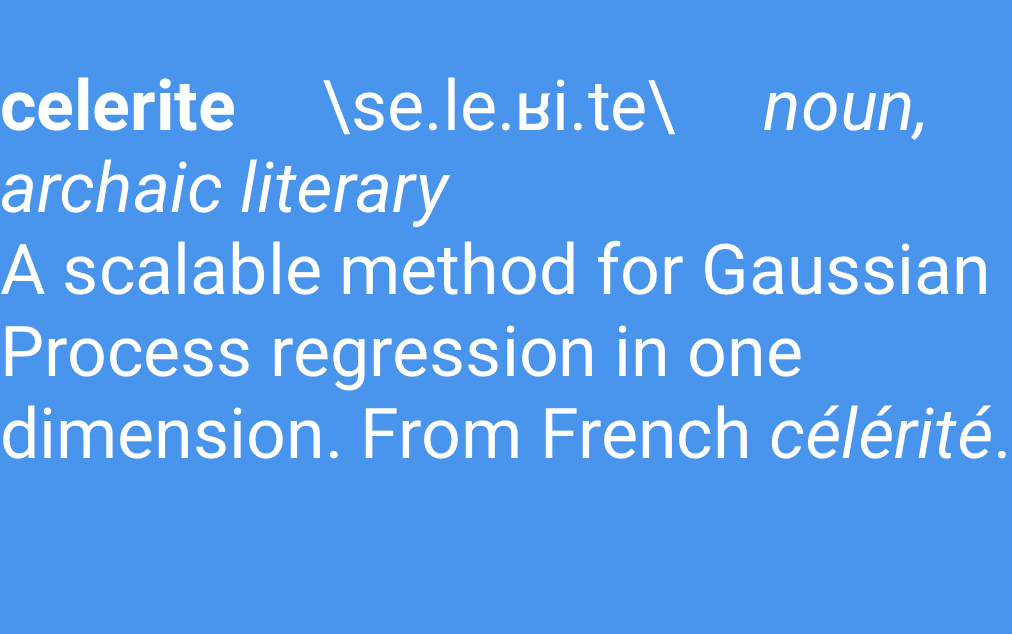 celerite \se.le.ʁi.te\ noun,
archaic literary
A scalable method for Gaussian
Process regression in one
dimension. From French célérité.